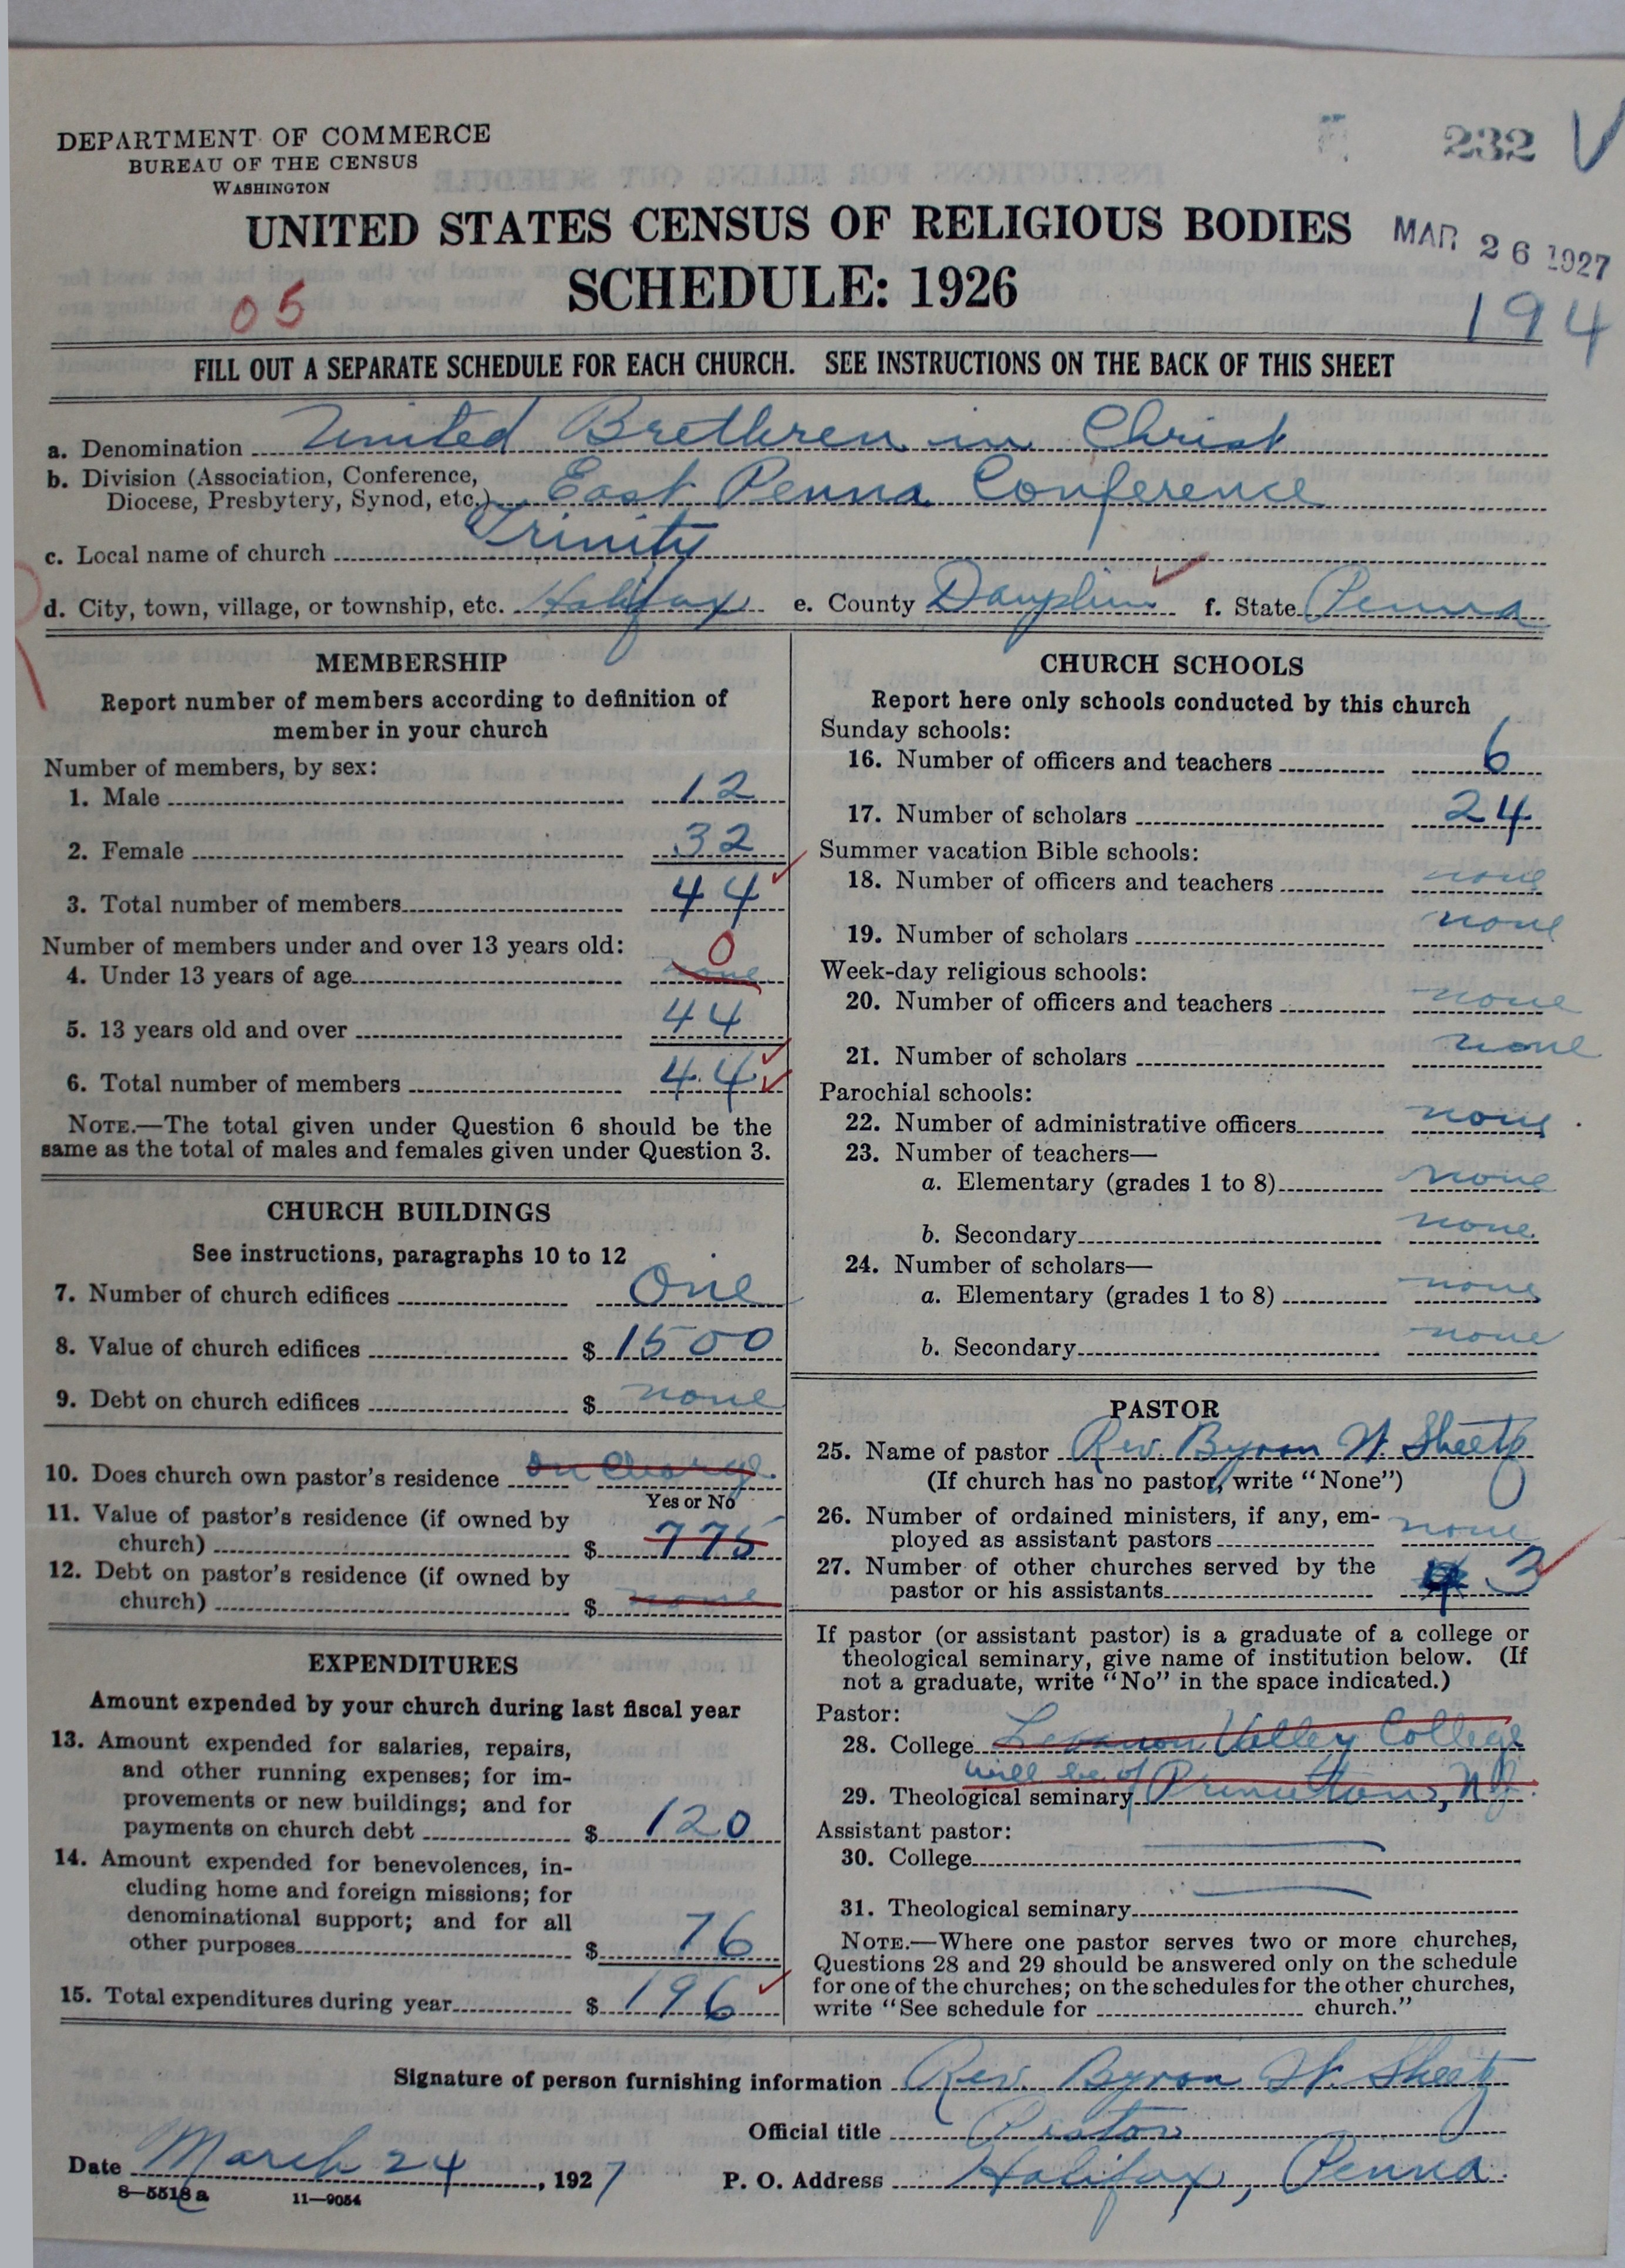 DEPARTMENT OF COMMERCE
BUREAU OF THE CENSUS
WASHINGTON
232 V
UNITED STATES CENSUS OF RELIGIOUS BODIES
MAR 26 1927
SCHEDULE: 1926
05
194
FILL OUT A SEPARATE SCHEDULE FOR EACH CHURCH. SEE INSTRUCTIONS ON THE BACK OF THIS SHEET
a. Denomination United Brethren in Christ
b. Division (Association, Conference,
Diocese, Presbytery, Synod, etc.) East Penna Conference
c. Local name of church Trinity
d. City, town, village, or township, etc. Halifax e. County Dauphin f. State Penna
MEMBERSHIP
Report number of members according to definition of
member in your church
Number of members, by sex:
1. Male 12
2. Female 32
3. Total number of members 44
Number of members under and over 13 years old: 0
4. Under 13 years of age none
5. 13 years old and over 44
6. Total number of members 44
NOTE.—The total given under Question 6 should be the
same as the total of males and females given under Question 3.
CHURCH BUILDINGS
See instructions, paragraphs 10 to 12
7. Number of church edifices One
8. Value of church edifices $ 1500
9. Debt on church edifices $ none
10. Does church own pastor's residence on charge.
Yes or No
11. Value of pastor's residence (if owned by
church) $ 775
12. Debt on pastor's residence (if owned by
church) $ none
EXPENDITURES
Amount expended by your church during last fiscal year
13. Amount expended for salaries, repairs,
and other running expenses; for im-
provements or new buildings; and for
payments on church debt $ 120
14. Amount expended for benevolences, in-
cluding home and foreign missions; for
denominational support; and for all
other purposes $ 76
15. Total expenditures during year $ 196
CHURCH SCHOOLS
Report here only schools conducted by this church
Sunday schools:
16. Number of officers and teachers 6
17. Number of scholars 24
Summer vacation Bible schools:
18. Number of officers and teachers none
19. Number of scholars none
Week-day religious schools:
20. Number of officers and teachers none
21. Number of scholars none
Parochial schools:
22. Number of administrative officers none
23. Number of teachers—
a. Elementary (grades 1 to 8) none
b. Secondary none
24. Number of scholars—
a. Elementary (grades 1 to 8) none
b. Secondary none
PASTOR
25. Name of pastor Rev. Byron W. Sheetz
(If church has no pastor, write "None")
26. Number of ordained ministers, if any, em-
ployed as assistant pastors none
27. Number of other churches served by the
pastor or his assistants 3
If pastor (or assistant pastor) is a graduate of a college or
theological seminary, give name of institution below. (If
not a graduate, write "No" in the space indicated.)
Pastor:
28. College Lebanon Valley College
will be of
29. Theological seminary Princeton, N.J.
Assistant pastor:
30. College
31. Theological seminary
NOTE.—Where one pastor serves two or more churches,
Questions 28 and 29 should be answered only on the schedule
for one of the churches; on the schedules for the other churches,
write "See schedule for church."
Signature of person furnishing information Rev. Byron W. Sheetz
Official title Pastor
Date March 24, 1927 P. O. Address Halifax, Penna.
8—5518 a 11—9054